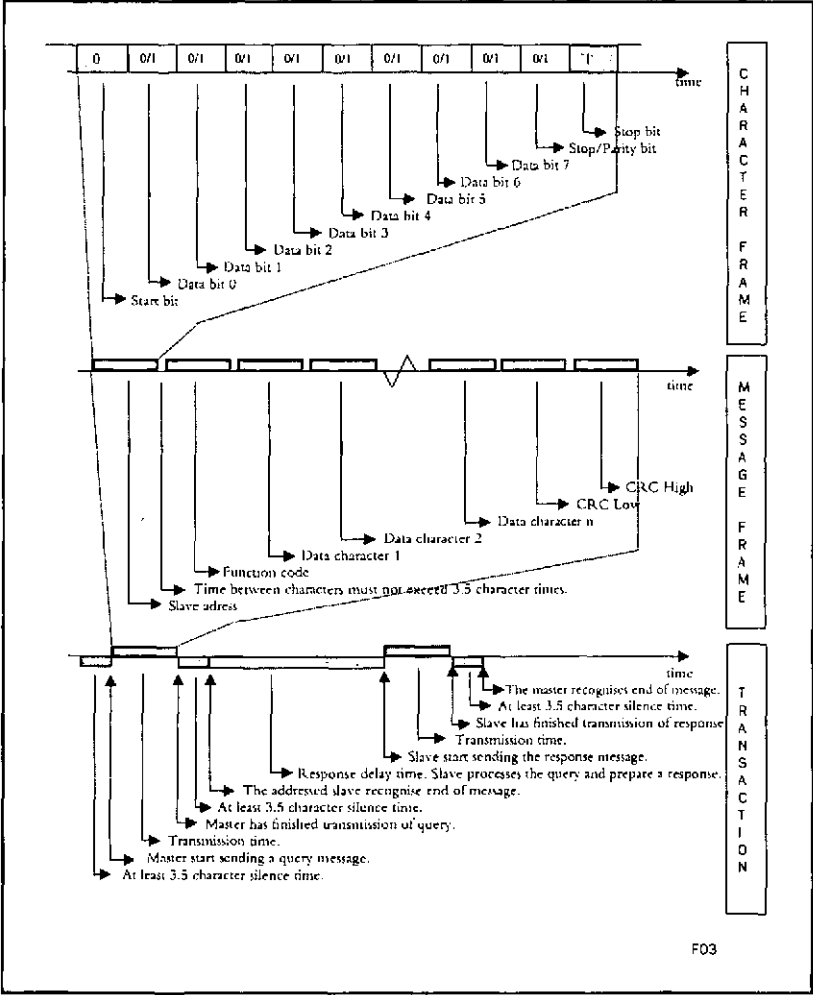 0 0/1 0/1 0/1 0/1 0/1 0/1 0/1 0/1 0/1 "1"
time
Stop bit
Stop/Parity bit
Data bit 7
Data bit 6
Data bit 5
Data bit 4
Data bit 3
Data bit 2
Data bit 1
Data bit 0
Start bit
CHARACTER FRAME
time
CRC High
CRC Low
Data character n
Data character 2
Data character 1
Function code
Time between characters must not exceed 3.5 character times.
Slave adress
MESSAGE FRAME
time
The master recognises end of message.
At least 3.5 character silence time.
Slave has finished transmission of response
Transmission time.
Slave start sending the response message.
Response delay time. Slave processes the query and prepare a response.
The addressed slave recognise end of message.
At least 3.5 character silence time.
Master has finished transmission of query.
Transmission time.
Master start sending a query message.
At least 3.5 character silence time.
TRANSACTION
F03